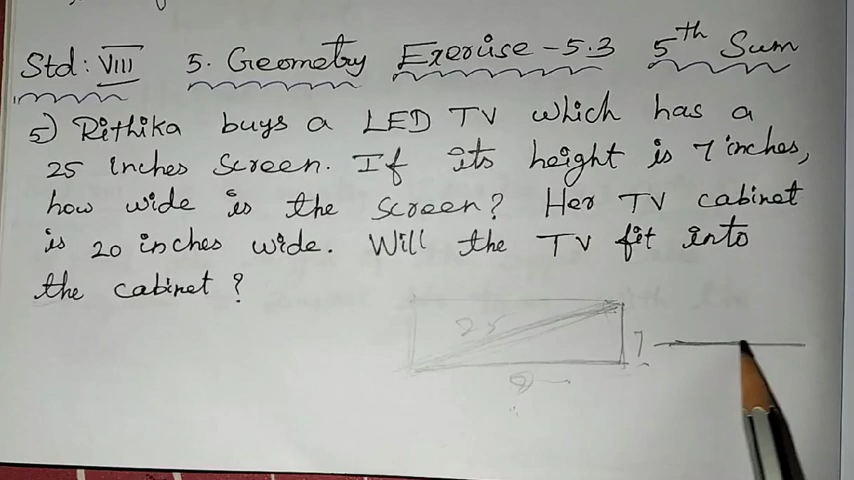 Std: VIII 5. Geometry Exercise - 5.3 5th Sum
5) Rithika buys a LED TV which has a
25 inches screen. If its height is 7 inches,
how wide is the screen? Her TV cabinet
is 20 inches wide. Will the TV fit into
the cabinet?
25
7